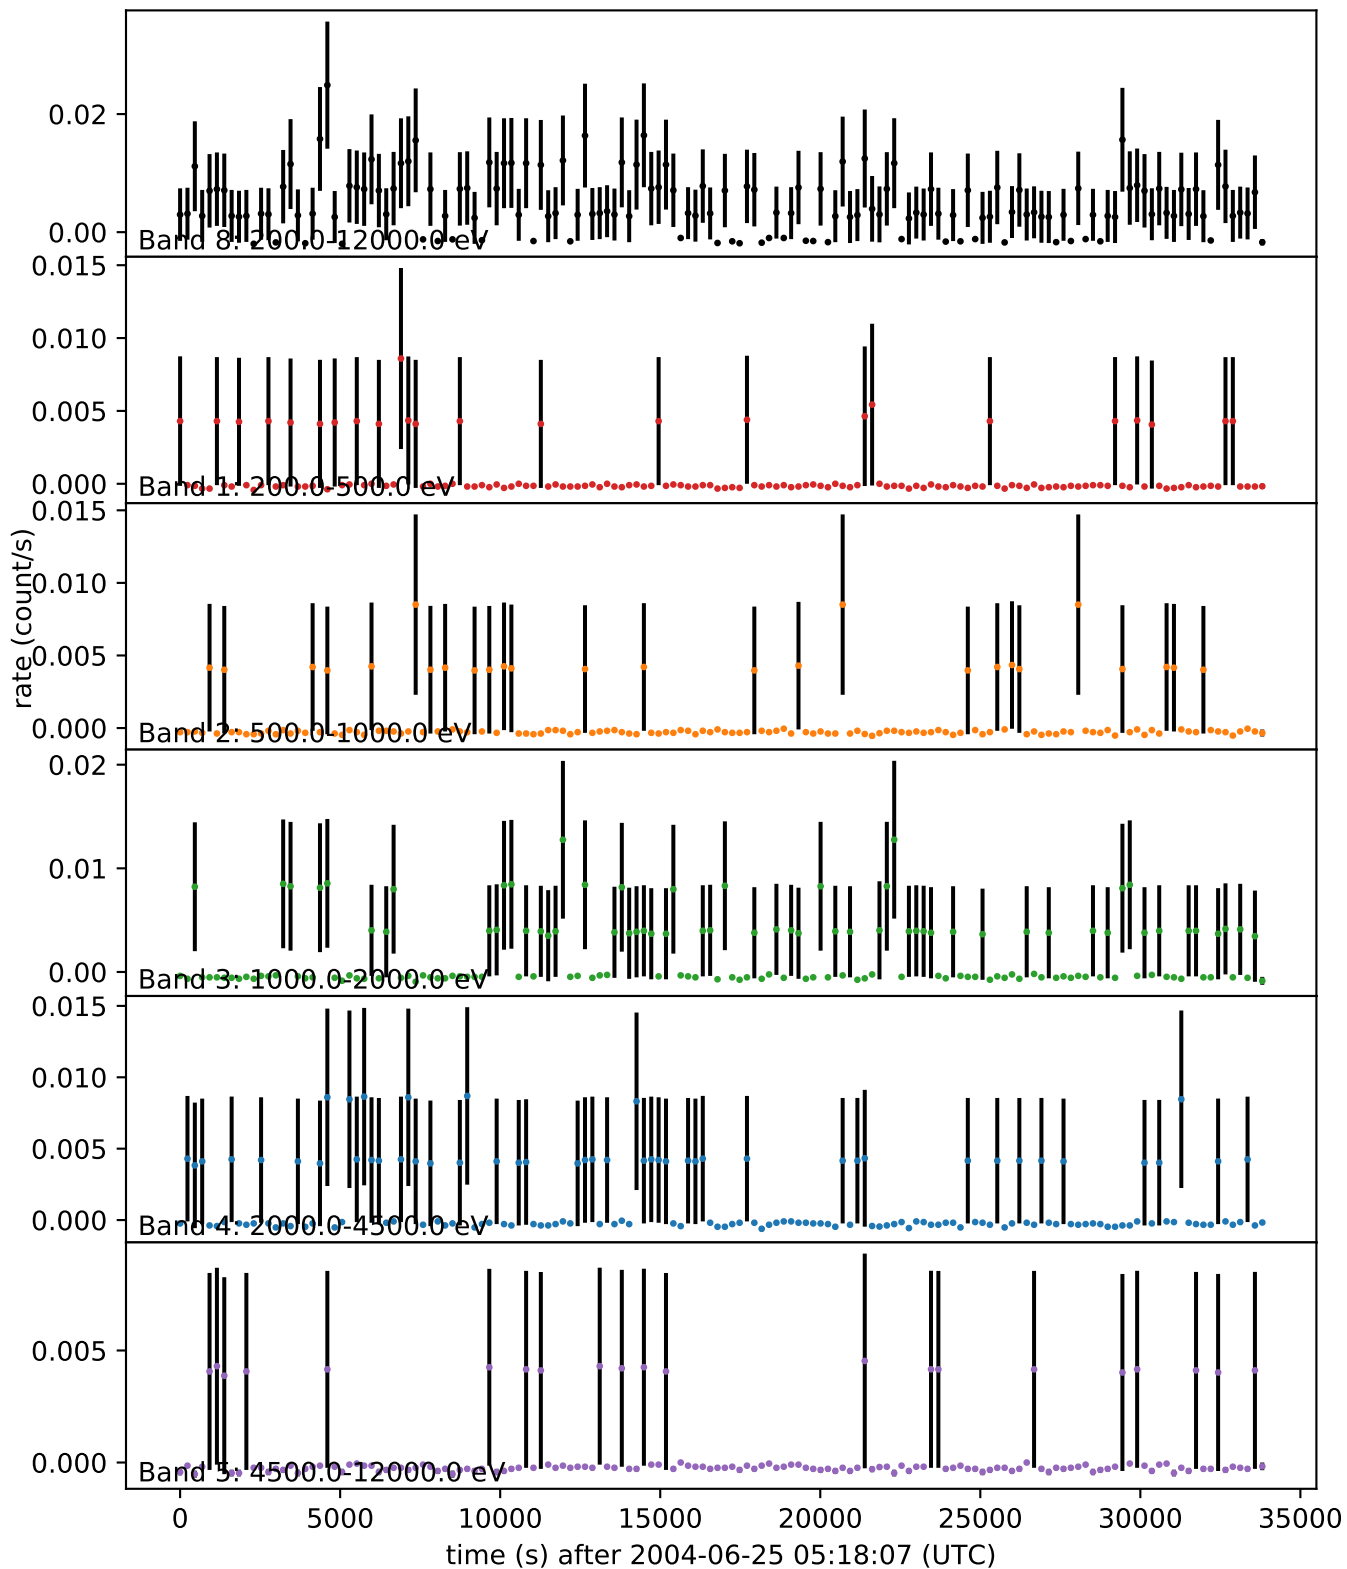 0.02
0.00
Band 8: 200.0-12000.0 eV
0.015
0.010
0.005
0.000
Band 1: 200.0-500.0 eV
0.015
0.010
0.005
0.000
Band 2: 500.0-1000.0 eV
rate (count/s)
0.02
0.01
0.00
Band 3: 1000.0-2000.0 eV
0.015
0.010
0.005
0.000
Band 4: 2000.0-4500.0 eV
0.005
0.000
Band 5: 4500.0-12000.0 eV
0 5000 10000 15000 20000 25000 30000 35000
time (s) after 2004-06-25 05:18:07 (UTC)